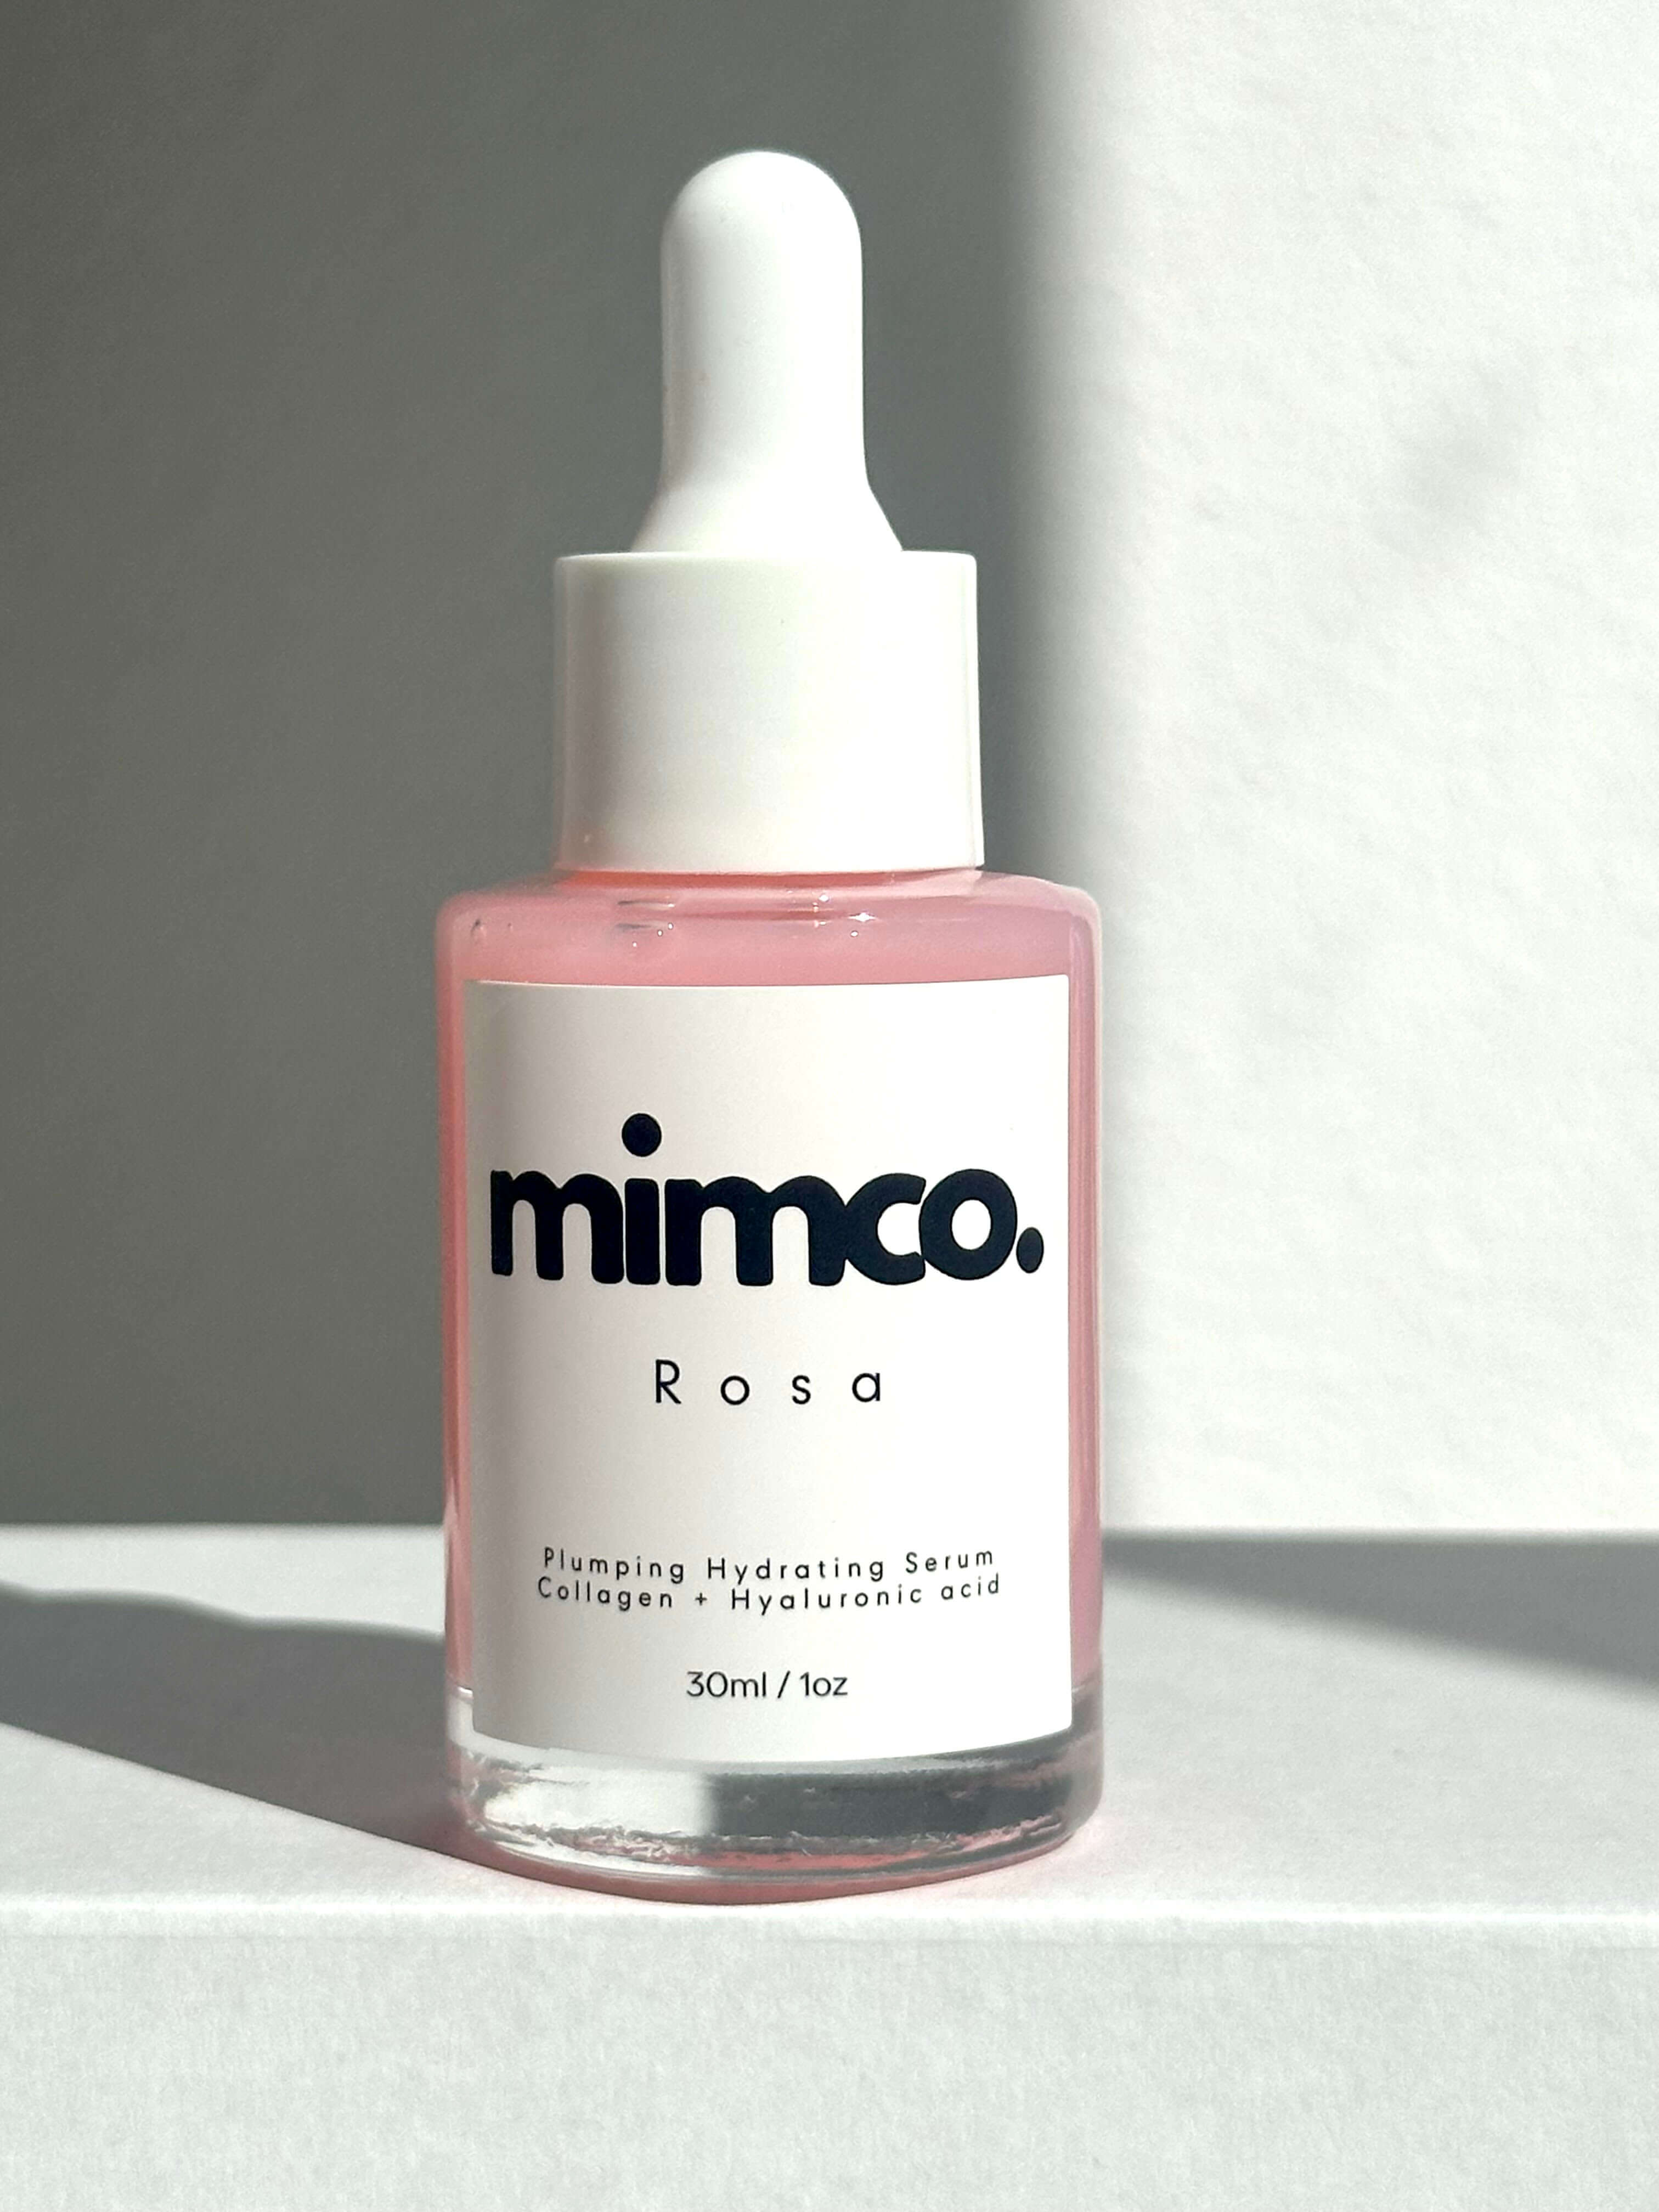 mimco.
Rosa
Plumping Hydrating Serum
Collagen + Hyaluronic acid
30ml / 1oz